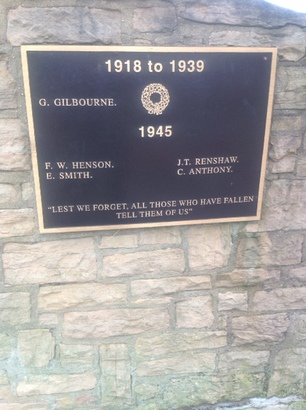 1918 to 1939
G. GILBOURNE.
1945
F. W. HENSON. J.T. RENSHAW.
E. SMITH. C. ANTHONY.
"LEST WE FORGET, ALL THOSE WHO HAVE FALLEN
TELL THEM OF US"